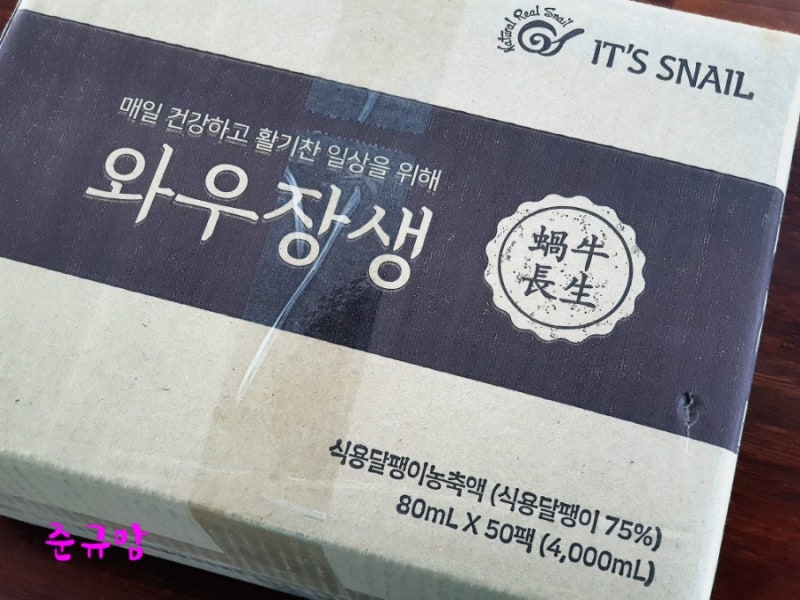 Natural Real Snail
IT'S SNAIL
매일 건강하고 활기찬 일상을 위해
와우장생
蝸牛
長生
식용달팽이농축액 (식용달팽이 75%)
80mL X 50팩 (4,000mL)
준규맘